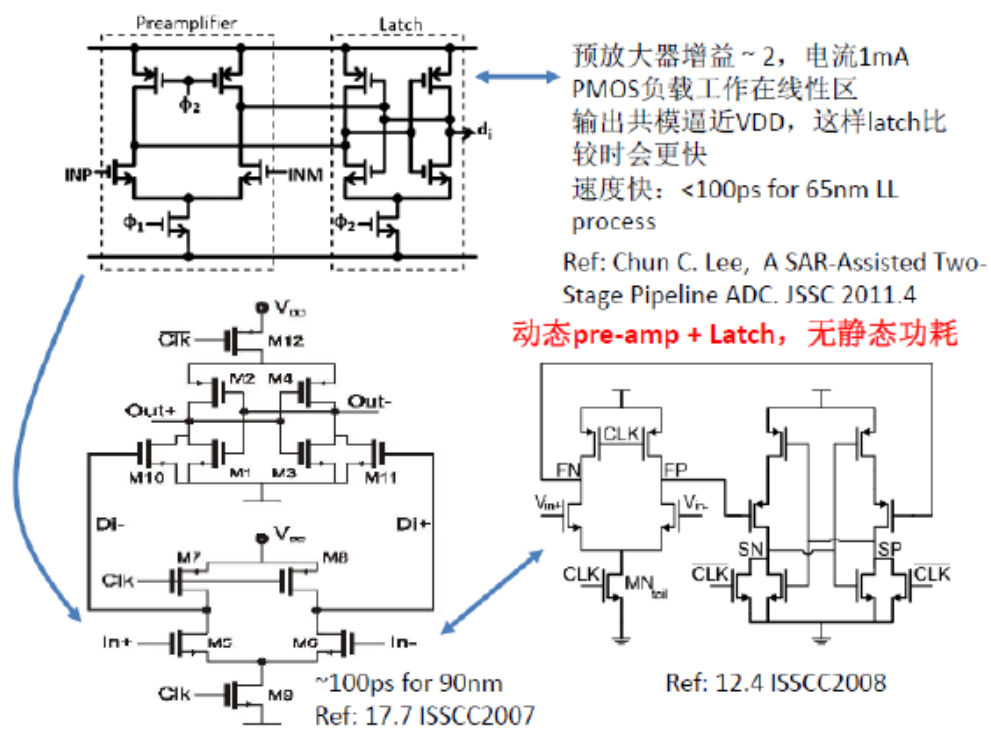 Preamplifier
Latch
ϕ₂
dᵢ
INP
INM
ϕ₁
ϕ₂
预放大器增益 ~ 2，电流1mA
PMOS负载工作在线性区
输出共模逼近VDD，这样latch比
较时会更快
速度快：<100ps for 65nm LL
process
Ref: Chun C. Lee, A SAR-Assisted Two-
Stage Pipeline ADC. JSSC 2011.4
动态pre-amp + Latch，无静态功耗
V_DD
C̅l̅k̅
M12
M2
M4
Out+
Out-
M10
M1
M3
M11
Di-
Di+
V_DD
M7
M8
Clk
In+
M5
M6
In-
Clk
M9
~100ps for 90nm
Ref: 17.7 ISSCC2007
CLK
FN
FP
Vin+
Vin-
CLK
MNtail
SN
SP
C̅L̅K̅
C̅L̅K̅
Ref: 12.4 ISSCC2008